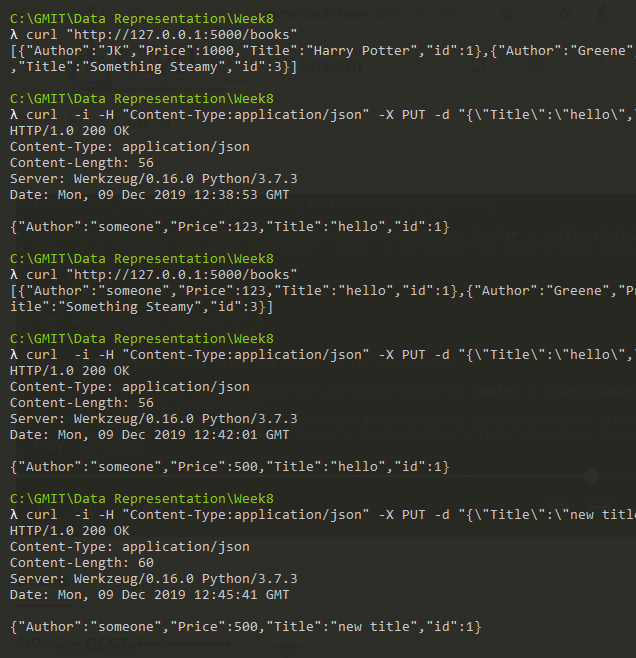 C:\GMIT\Data Representation\Week8
λ curl "http://127.0.0.1:5000/books"
[{"Author":"JK","Price":1000,"Title":"Harry Potter","id":1},{"Author":"Greene"
,"Title":"Something Steamy","id":3}]
C:\GMIT\Data Representation\Week8
λ curl  -i -H "Content-Type:application/json" -X PUT -d "{\"Title\":\"hello\",
HTTP/1.0 200 OK
Content-Type: application/json
Content-Length: 56
Server: Werkzeug/0.16.0 Python/3.7.3
Date: Mon, 09 Dec 2019 12:38:53 GMT
{"Author":"someone","Price":123,"Title":"hello","id":1}
C:\GMIT\Data Representation\Week8
λ curl "http://127.0.0.1:5000/books"
[{"Author":"someone","Price":123,"Title":"hello","id":1},{"Author":"Greene","P
itle":"Something Steamy","id":3}]
C:\GMIT\Data Representation\Week8
λ curl  -i -H "Content-Type:application/json" -X PUT -d "{\"Title\":\"hello\",
HTTP/1.0 200 OK
Content-Type: application/json
Content-Length: 56
Server: Werkzeug/0.16.0 Python/3.7.3
Date: Mon, 09 Dec 2019 12:42:01 GMT
{"Author":"someone","Price":500,"Title":"hello","id":1}
C:\GMIT\Data Representation\Week8
λ curl  -i -H "Content-Type:application/json" -X PUT -d "{\"Title\":\"new titl
HTTP/1.0 200 OK
Content-Type: application/json
Content-Length: 60
Server: Werkzeug/0.16.0 Python/3.7.3
Date: Mon, 09 Dec 2019 12:45:41 GMT
{"Author":"someone","Price":500,"Title":"new title","id":1}